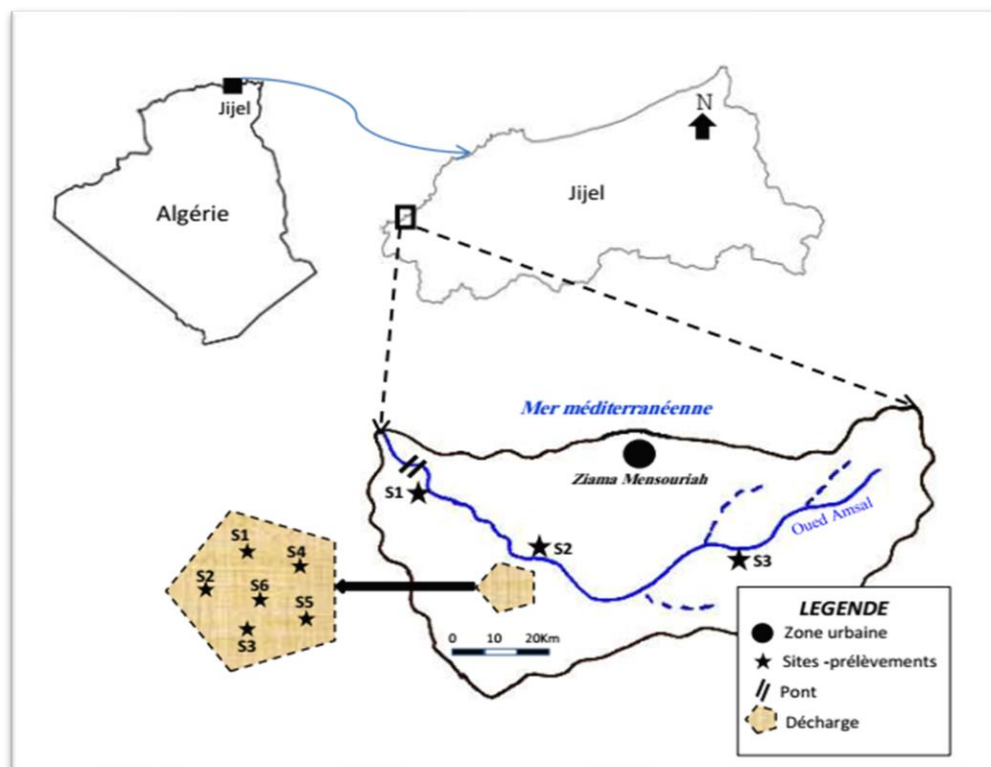 Jijel
Algérie
N
Jijel
Mer méditerranéenne
Ziama Mensouriah
S1
S2
S3
Oued Amsal
S1
S4
S2
S6
S5
S3
0 10 20Km
LEGENDE
Zone urbaine
Sites -prélèvements
Pont
Décharge